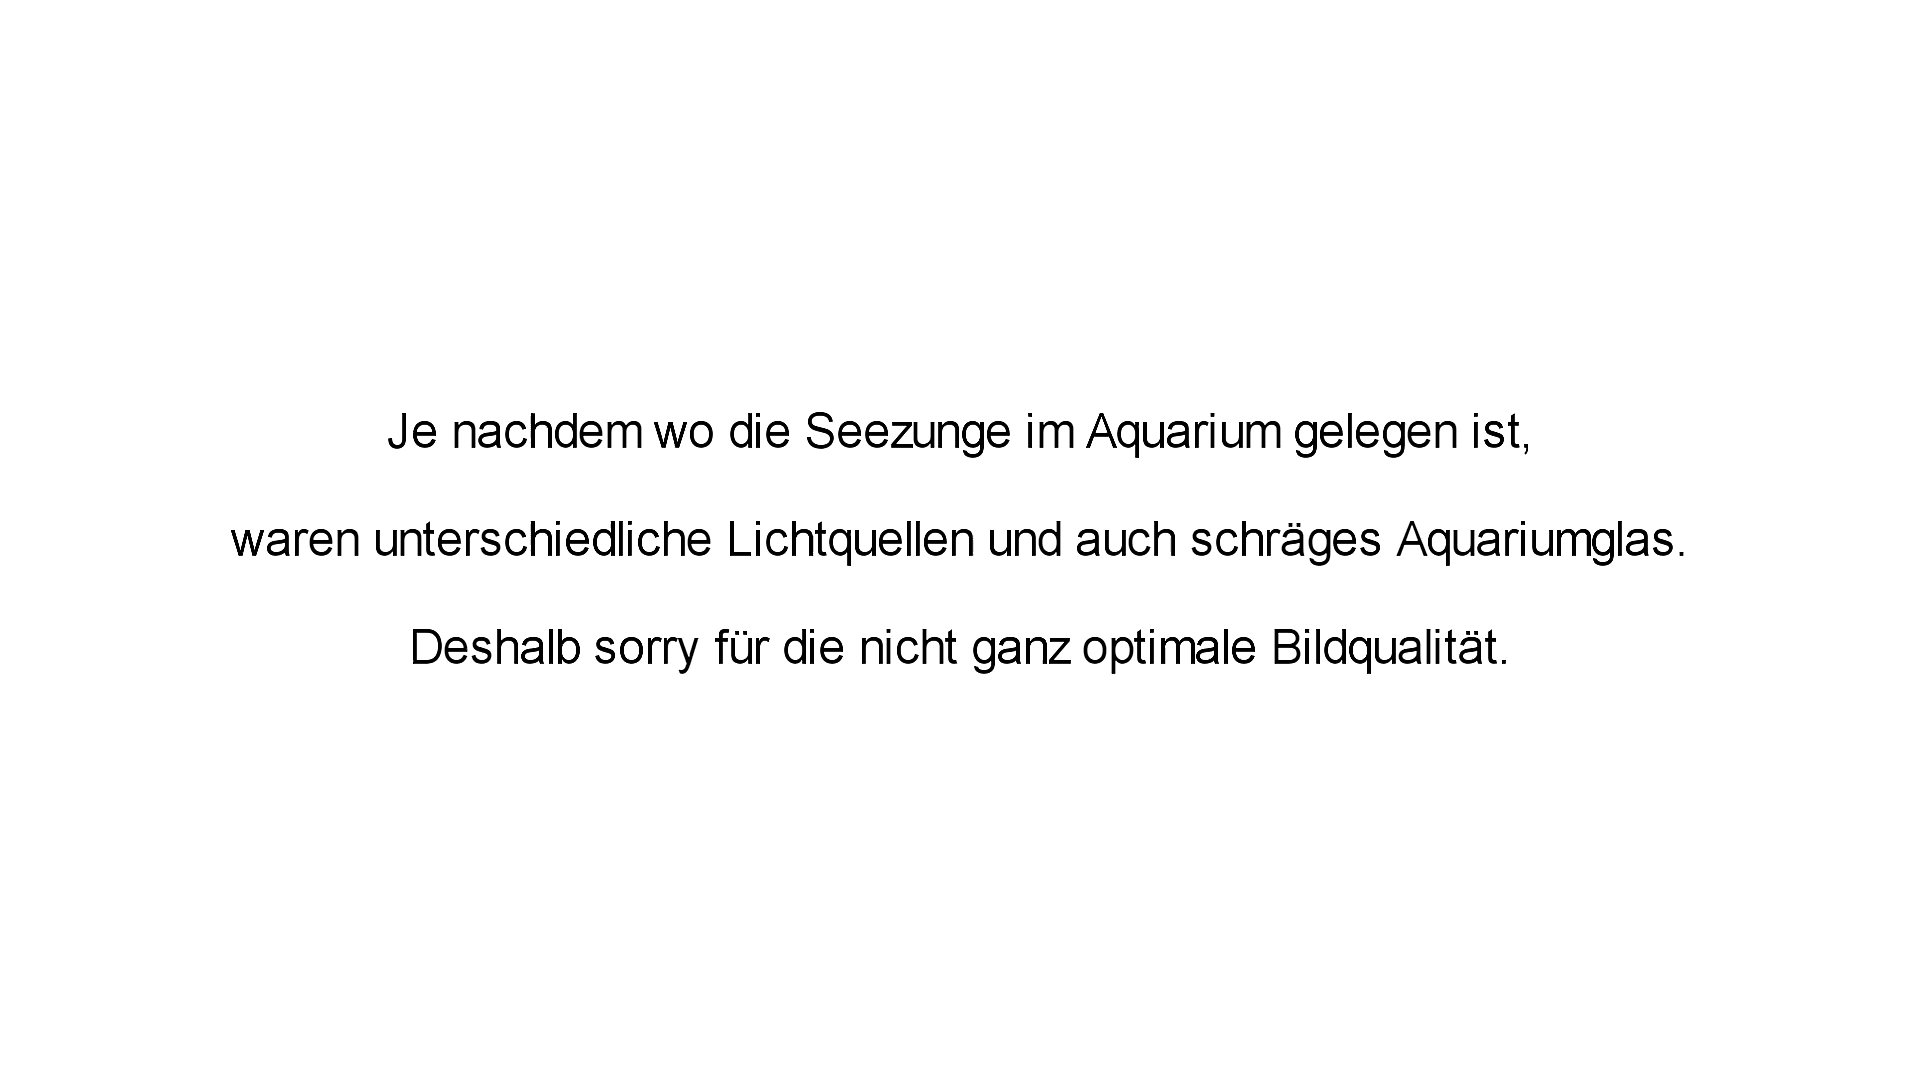 Je nachdem wo die Seezunge im Aquarium gelegen ist,
waren unterschiedliche Lichtquellen und auch schräges Aquariumglas.
Deshalb sorry für die nicht ganz optimale Bildqualität.